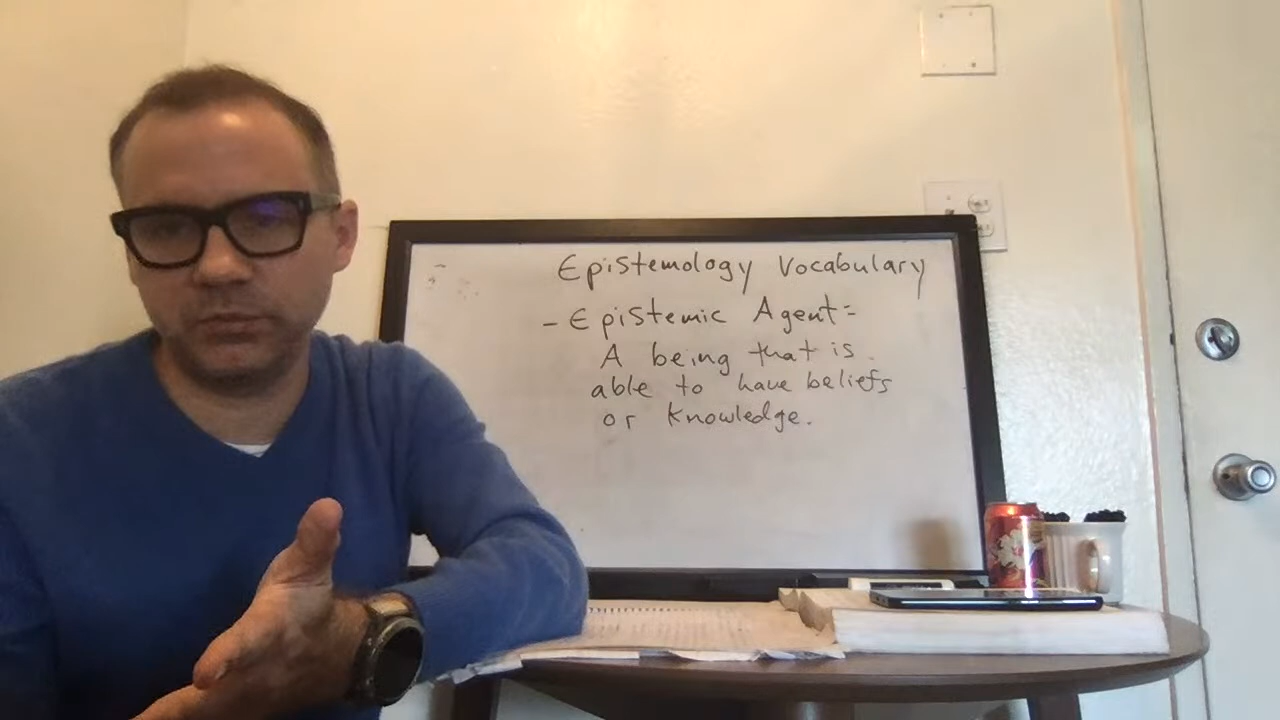 Epistemology Vocabulary
- Epistemic Agent=
A being that is
able to have beliefs
or knowledge.